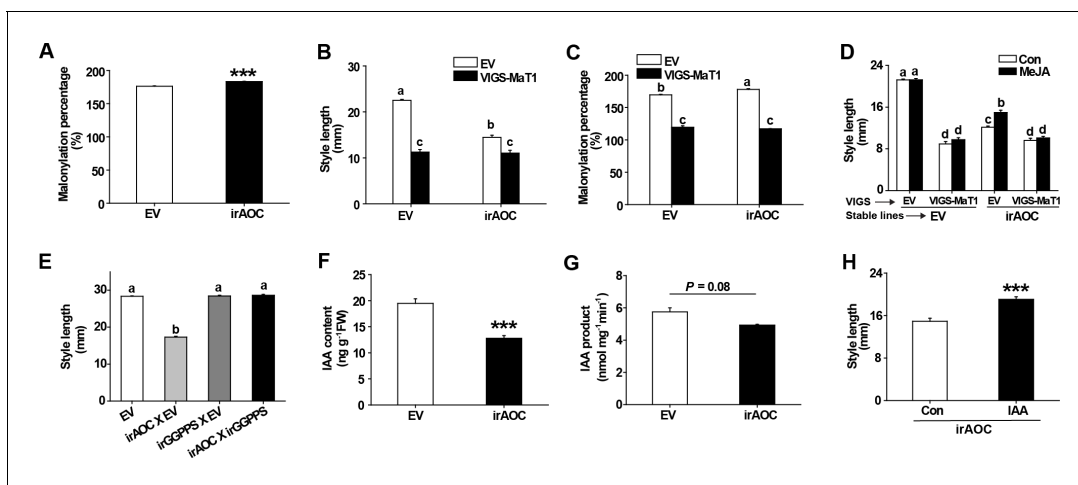 A
Malonylation percentage
(%)
200
150
100
50
0
***
EV
irAOC
B
EV
VIGS-MaT1
Style length
(mm)
30
20
10
0
a
c
b
c
EV
irAOC
C
EV
VIGS-MaT1
Malonylation percentage
(%)
200
150
100
50
0
b
c
a
c
EV
irAOC
D
Con
MeJA
Style length
(mm)
24
16
8
0
a a
d d
c
b
d d
VIGS → EV VIGS-MaT1 EV VIGS-MaT1
Stable lines → EV irAOC
E
Style length
(mm)
30
20
10
0
a
b
a
a
EV
irAOC X EV
irGGPPS X EV
irAOC X irGGPPS
F
IAA content
(ng g-1FW)
25
20
15
10
5
0
***
EV
irAOC
G
IAA product
(nmol mg-1min-1)
8
6
4
2
0
P = 0.08
EV
irAOC
H
Style length
(mm)
24
16
8
0
***
Con
IAA
irAOC